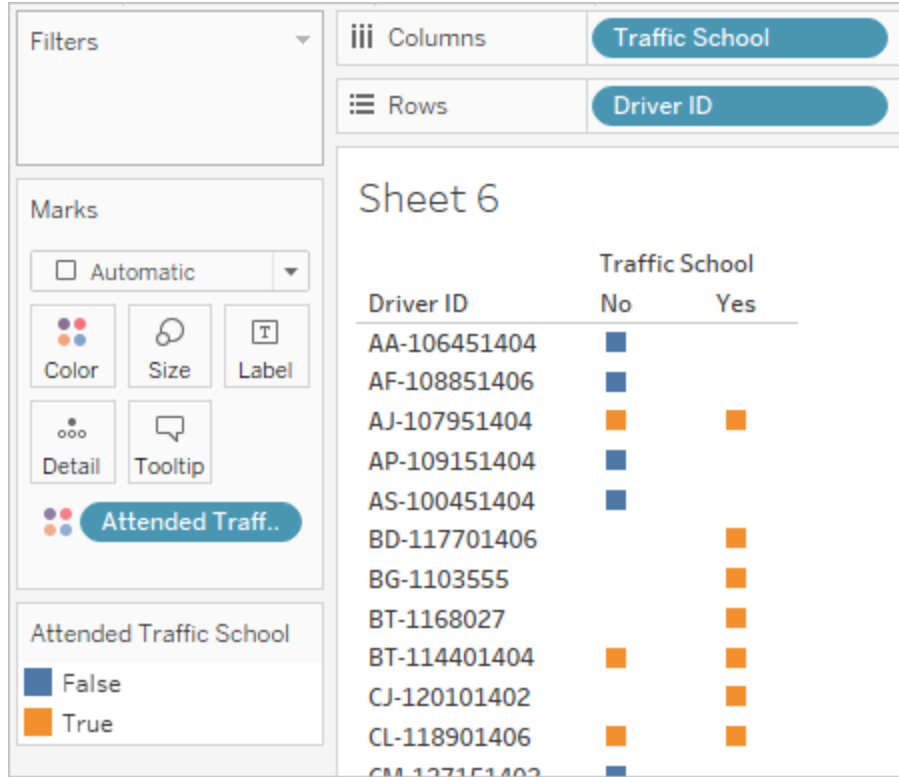 Filters
Columns
Traffic School
Rows
Driver ID
Marks
Automatic
Color
Size
T
Label
Detail
Tooltip
Attended Traff..
Attended Traffic School
False
True
Sheet 6
Traffic School
Driver ID No Yes
AA-106451404
AF-108851406
AJ-107951404
AP-109151404
AS-100451404
BD-117701406
BG-1103555
BT-1168027
BT-114401404
CJ-120101402
CL-118901406